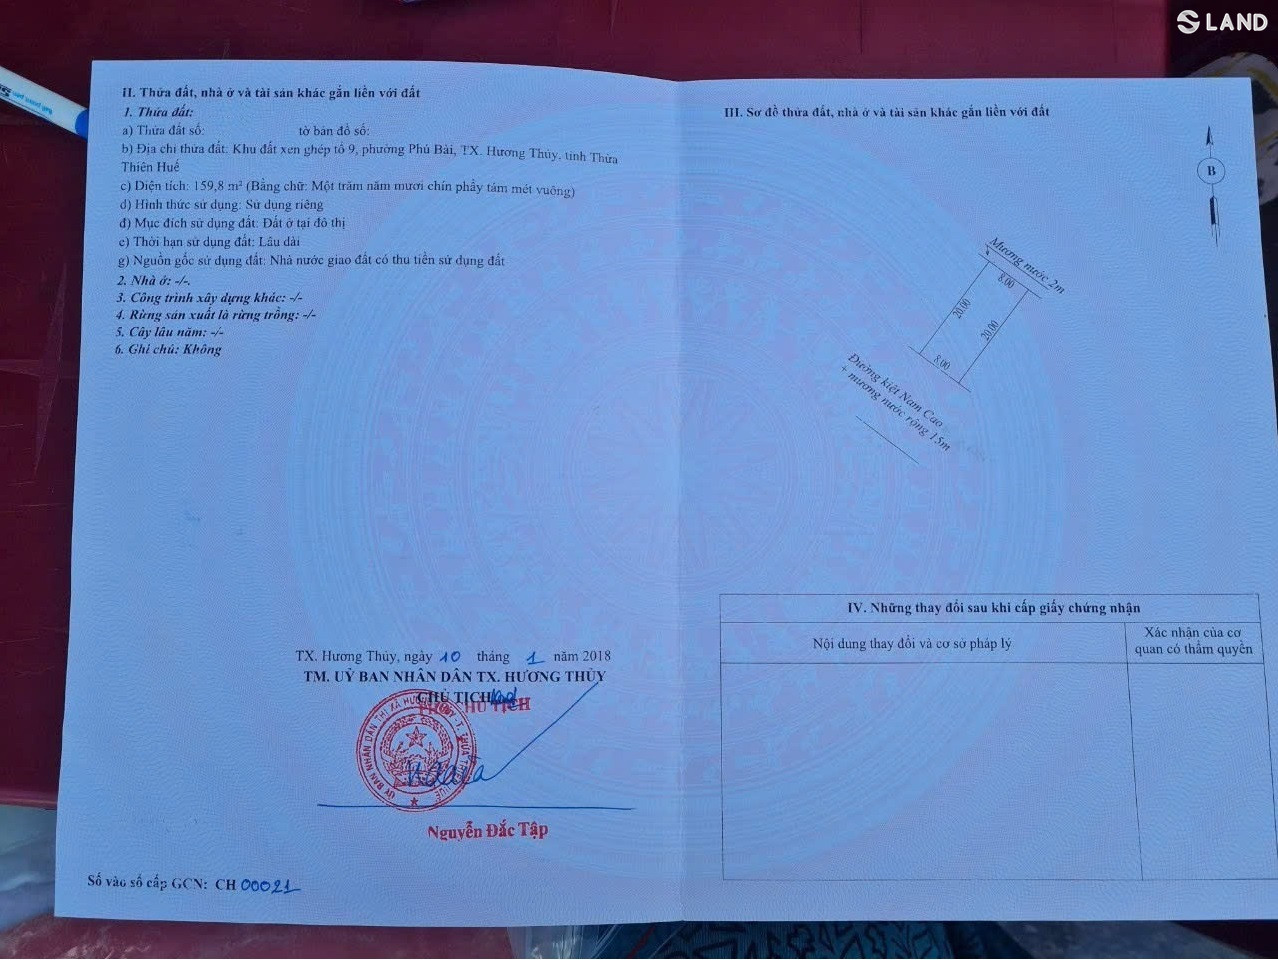 S LAND
II. Thửa đất, nhà ở và tài sản khác gắn liền với đất
1. Thửa đất:
a) Thửa đất số: tờ bản đồ số:
b) Địa chỉ thửa đất: Khu đất xen ghép tổ 9, phường Phú Bài, TX. Hương Thủy, tỉnh Thừa
Thiên Huế
c) Diện tích: 159,8 m² (Bằng chữ: Một trăm năm mươi chín phẩy tám mét vuông)
d) Hình thức sử dụng: Sử dụng riêng
đ) Mục đích sử dụng đất: Đất ở tại đô thị
e) Thời hạn sử dụng đất: Lâu dài
g) Nguồn gốc sử dụng đất: Nhà nước giao đất có thu tiền sử dụng đất
2. Nhà ở: -/-.
3. Công trình xây dựng khác: -/-
4. Rừng sản xuất là rừng trồng: -/-
5. Cây lâu năm: -/-
6. Ghi chú: Không
TX. Hương Thủy, ngày 10 tháng 1 năm 2018
TM. UỶ BAN NHÂN DÂN TX. HƯƠNG THỦY
CHỦ TỊCH
Nguyễn Đắc Tập
Số vào sổ cấp GCN: CH 00021
III. Sơ đồ thửa đất, nhà ở và tài sản khác gắn liền với đất
B
Mương nước 2m
8.00
20.00
20.00
8.00
Đường kiệt Nam Cao
+ mương nước rộng 15m
IV. Những thay đổi sau khi cấp giấy chứng nhận
Nội dung thay đổi và cơ sở pháp lý
Xác nhận của cơ
quan có thẩm quyền